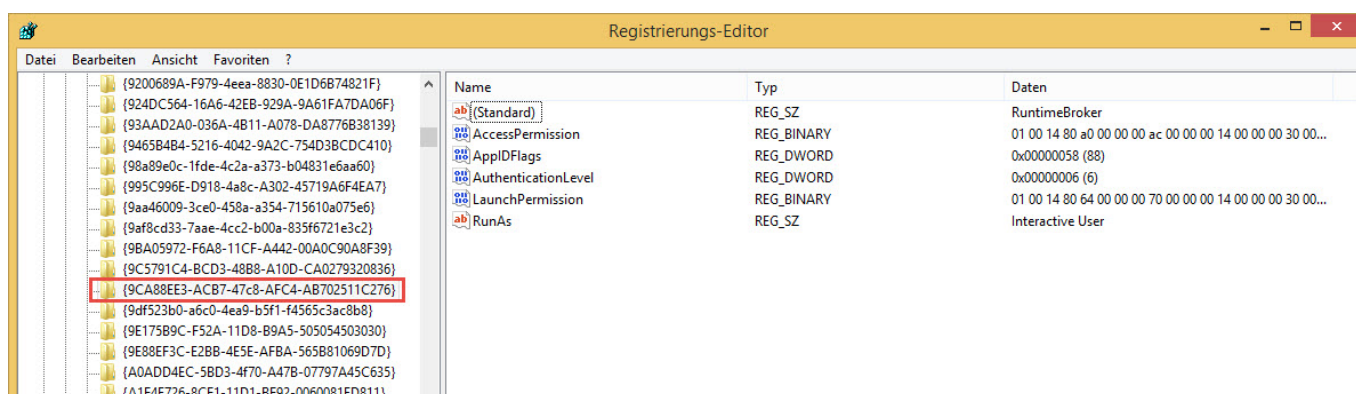 Registrierungs-Editor
Datei Bearbeiten Ansicht Favoriten ?
{9200689A-F979-4eea-8830-0E1D6B74821F}
{924DC564-16A6-42EB-929A-9A61FA7DA06F}
{93AAD2A0-036A-4B11-A078-DA8776B38139}
{9465B4B4-5216-4042-9A2C-754D3BCDC410}
{98a89e0c-1fde-4c2a-a373-b04831e6aa60}
{995C996E-D918-4a8c-A302-45719A6F4EA7}
{9aa46009-3ce0-458a-a354-715610a075e6}
{9af8cd33-7aae-4cc2-b00a-835f6721e3c2}
{9BA05972-F6A8-11CF-A442-00A0C90A8F39}
{9C5791C4-BCD3-48B8-A10D-CA0279320836}
{9CA88EE3-ACB7-47c8-AFC4-AB702511C276}
{9df523b0-a6c0-4ea9-b5f1-f4565c3ac8b8}
{9E175B9C-F52A-11D8-B9A5-505054503030}
{9E88EF3C-E2BB-4E5E-AFBA-565B81069D7D}
{A0ADD4EC-5BD3-4f70-A47B-07797A45C635}
{A1F4F726-8CF1-11D1-BF92-0060081ED811}
Name Typ Daten
(Standard) REG_SZ RuntimeBroker
AccessPermission REG_BINARY 01 00 14 80 a0 00 00 00 ac 00 00 00 14 00 00 00 30 00...
AppIDFlags REG_DWORD 0x00000058 (88)
AuthenticationLevel REG_DWORD 0x00000006 (6)
LaunchPermission REG_BINARY 01 00 14 80 64 00 00 00 70 00 00 00 14 00 00 00 30 00...
RunAs REG_SZ Interactive User